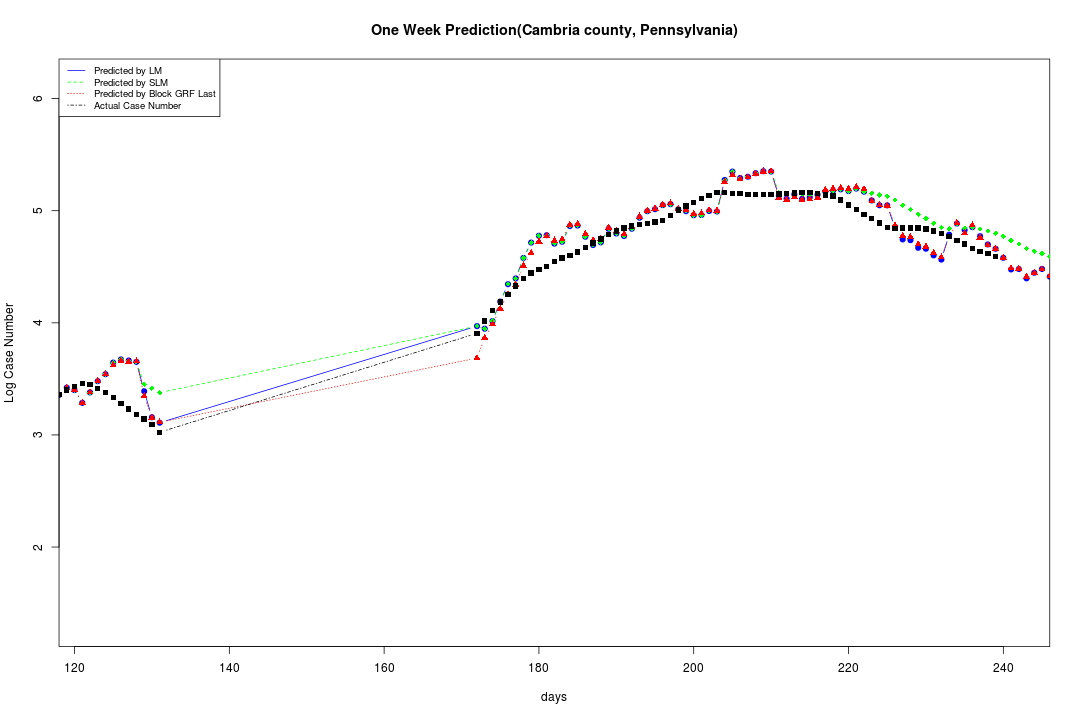 One Week Prediction(Cambria county, Pennsylvania)
Predicted by LM
Predicted by SLM
Predicted by Block GRF Last
Actual Case Number
6
5
4
3
2
Log Case Number
120 140 160 180 200 220 240
days